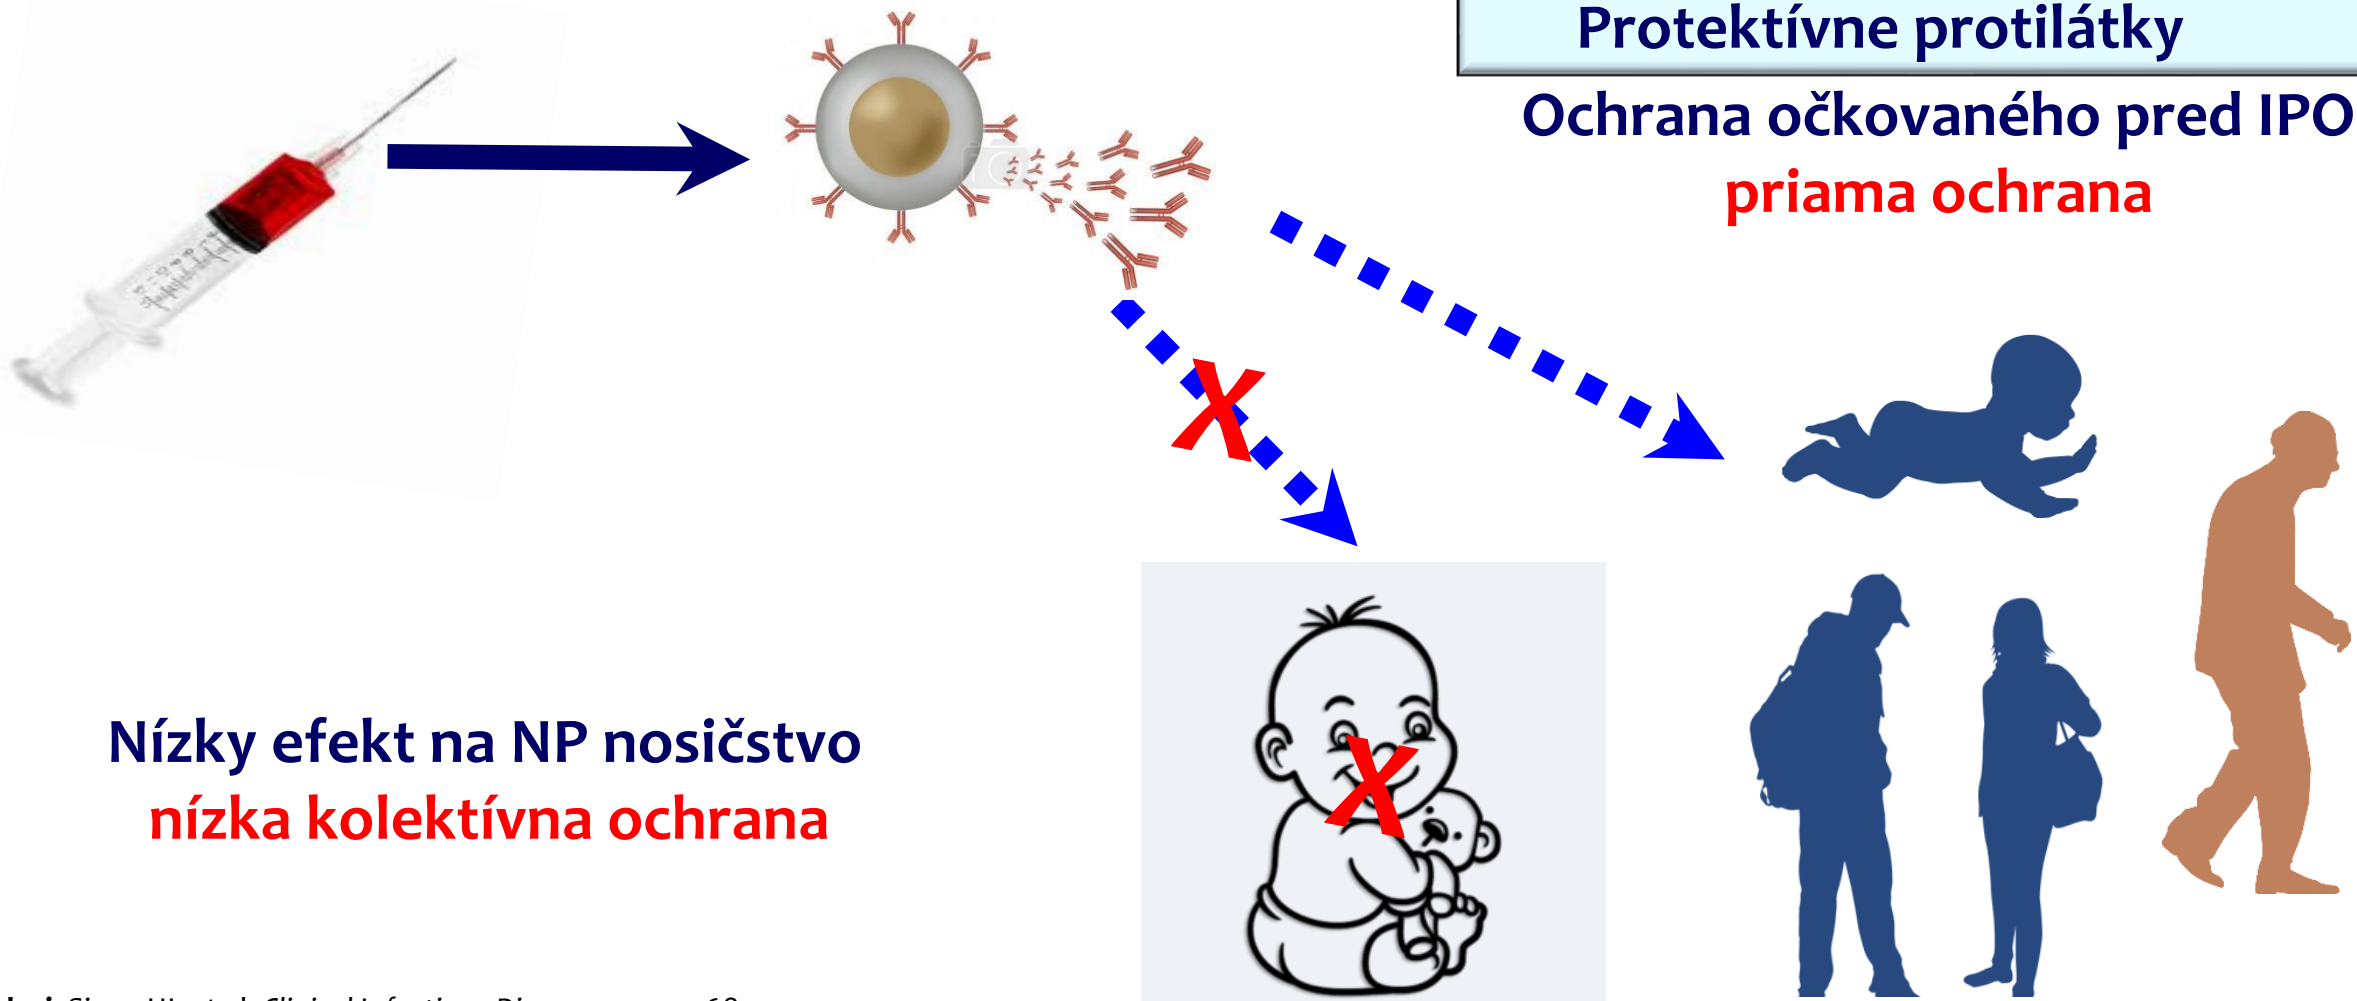 Protektívne protilátky
Ochrana očkovaného pred IPO
priama ochrana
X
Nízky efekt na NP nosičstvo
nízka kolektívna ochrana
X